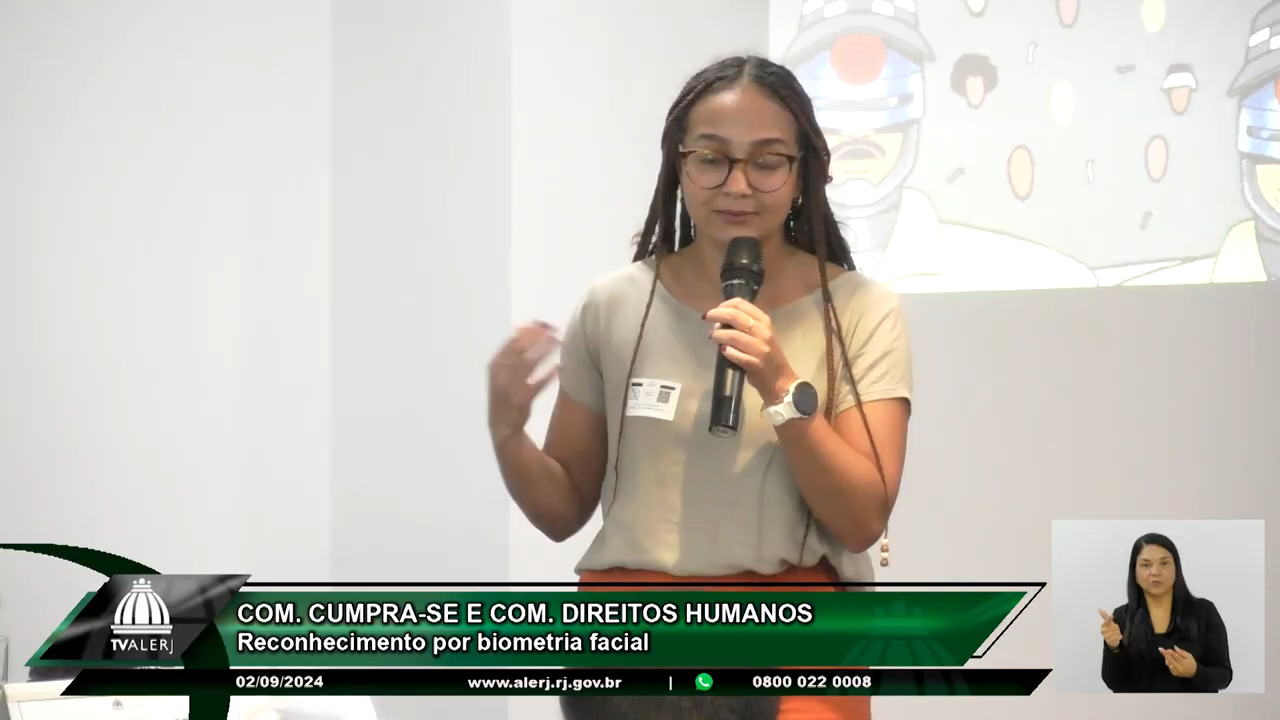 COM. CUMPRA-SE E COM. DIREITOS HUMANOS
Reconhecimento por biometria facial
TVALERJ
02/09/2024 www.alerj.rj.gov.br | 0800 022 0008